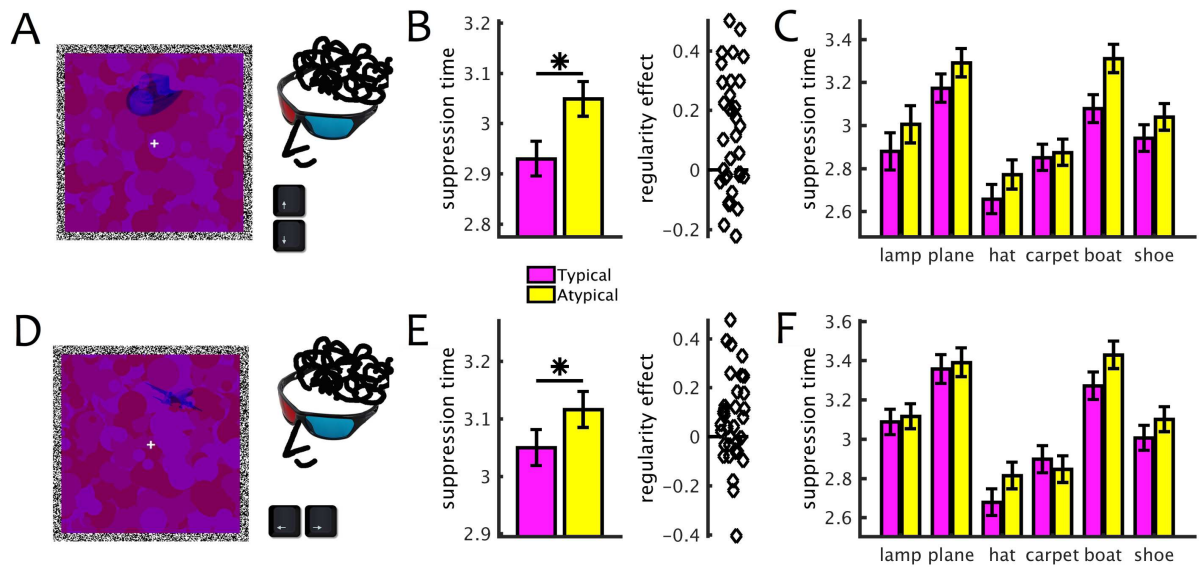 A
B
suppression time
3.2
3.1
3
2.9
2.8
*
regularity effect
0.4
0.2
0
-0.2
C
suppression time
3.4
3.2
3
2.8
2.6
lamp plane hat carpet boat shoe
Typical
Atypical
D
E
suppression time
3.2
3.1
3
2.9
*
regularity effect
0.4
0.2
0
-0.2
-0.4
F
suppression time
3.6
3.4
3.2
3
2.8
2.6
lamp plane hat carpet boat shoe